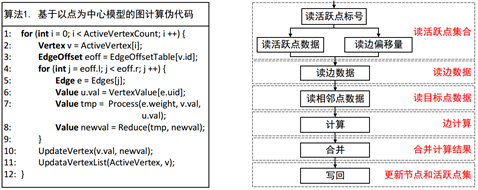 算法1. 基于以点为中心模型的图计算伪代码
1: for (int i = 0; i < ActiveVertexCount; i ++) {
2: Vertex v = ActiveVertex[i];
3: EdgeOffset eoff = EdgeOffsetTable[v.id];
4: for (int j = eoff.l; j < eoff.r; j ++) {
5: Edge e = Edges[j];
6: Value u.val = VertexValue[e.uid];
7: Value tmp = Process(e.weight, v.val,
u.val);
8: Value newval = Reduce(tmp, newval);
9: }
10: UpdateVertex(v.val, newval);
11: UpdataVertexList(ActiveVertex, v);
12: }
读活跃点标号
读活跃点数据
读边偏移量
读活跃点集合
读边数据
读边数据
读相邻点数据
读目标点数据
计算
边计算
合并
合并计算结果
写回
更新节点和活跃点集